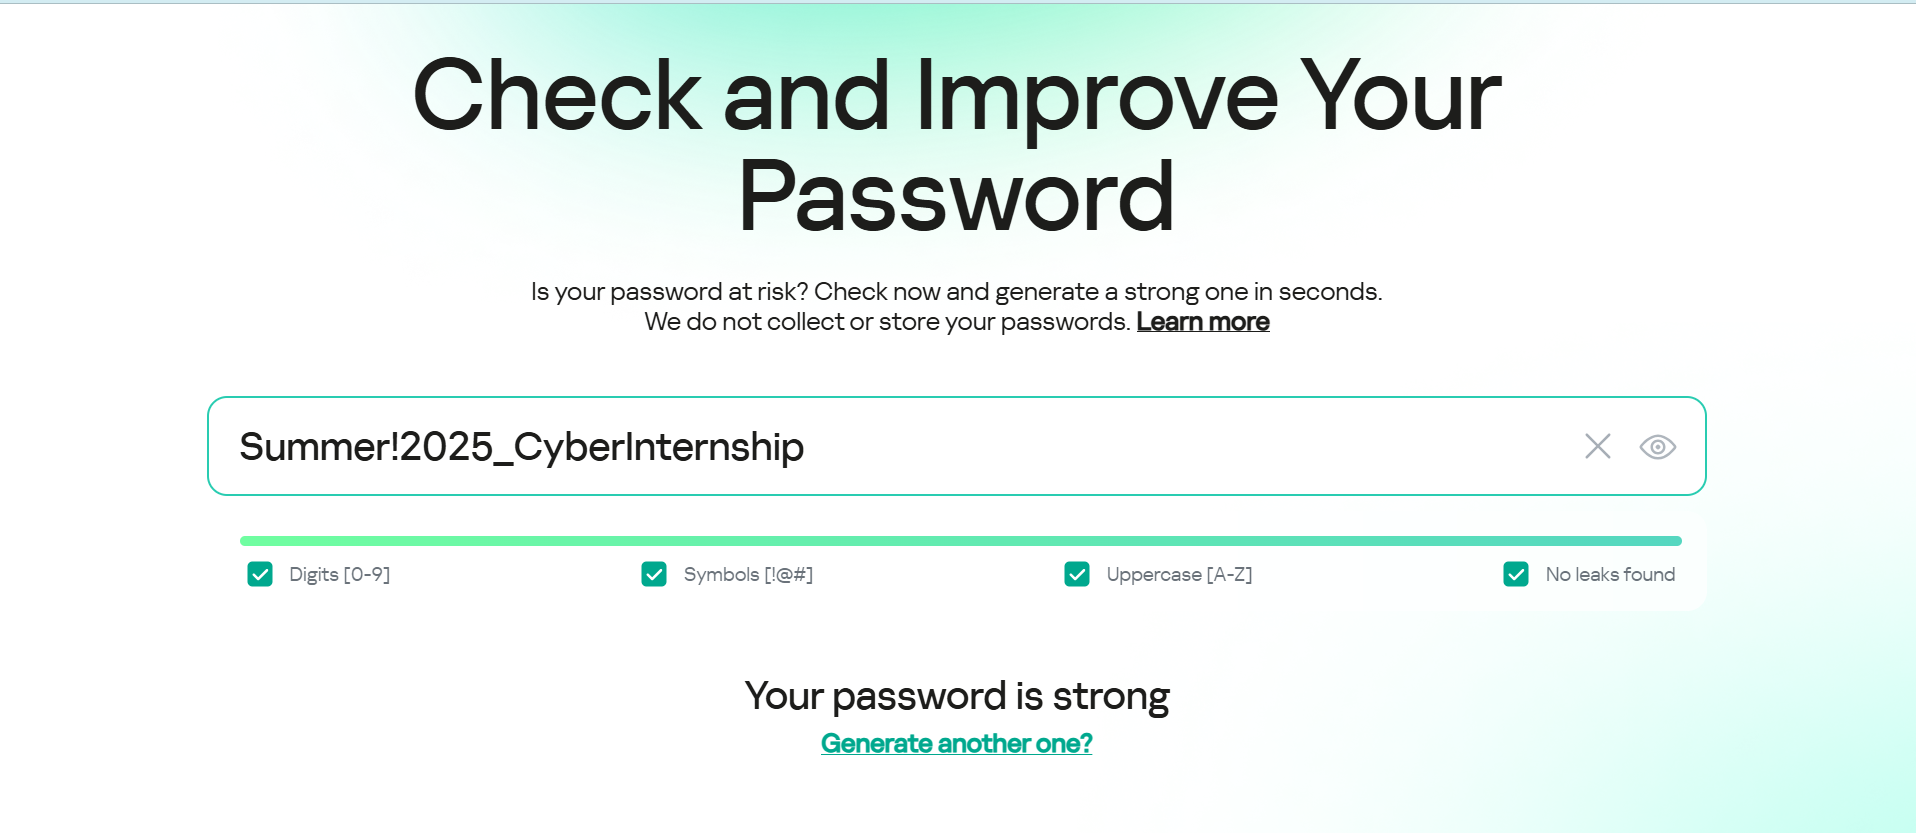 Check and Improve Your
Password
Is your password at risk? Check now and generate a strong one in seconds.
We do not collect or store your passwords. Learn more
Summer!2025_CyberInternship
Digits [0-9] Symbols [!@#] Uppercase [A-Z] No leaks found
Your password is strong
Generate another one?